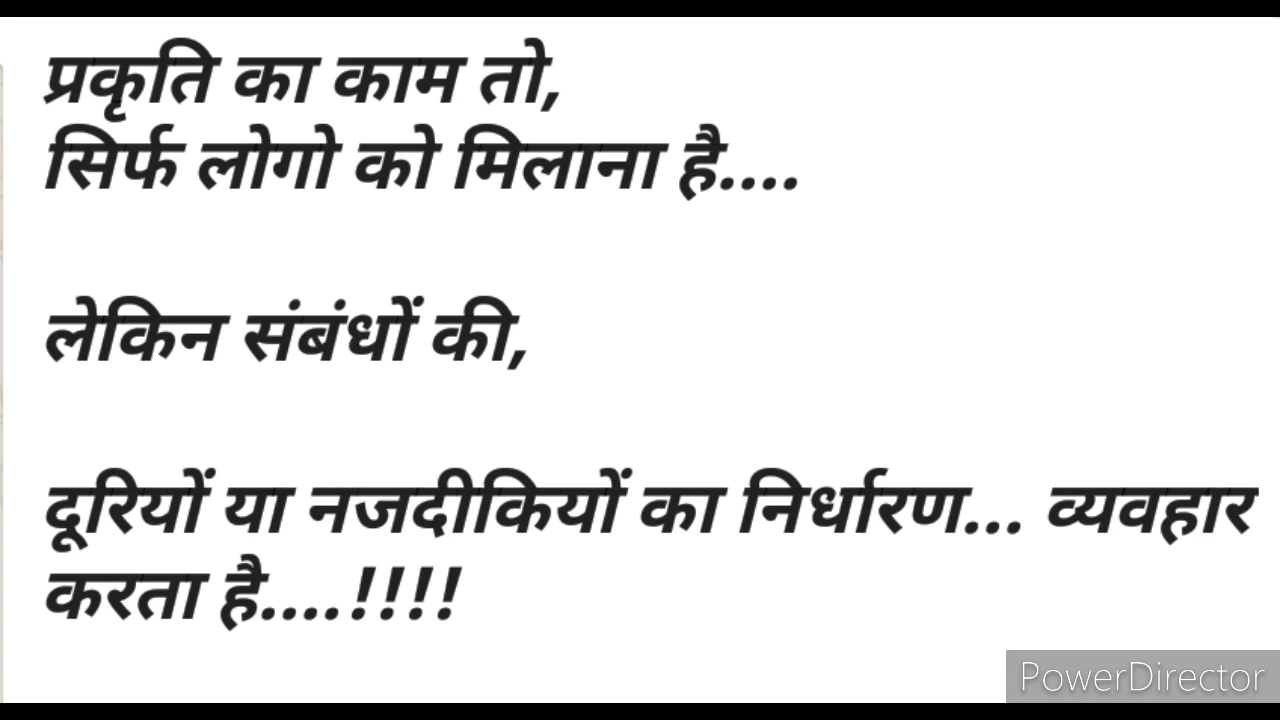 प्रकृति का काम तो,
सिर्फ लोगो को मिलाना है....
लेकिन संबंधों की,
दूरियों या नजदीकियों का निर्धारण... व्यवहार
करता है....!!!!
PowerDirector